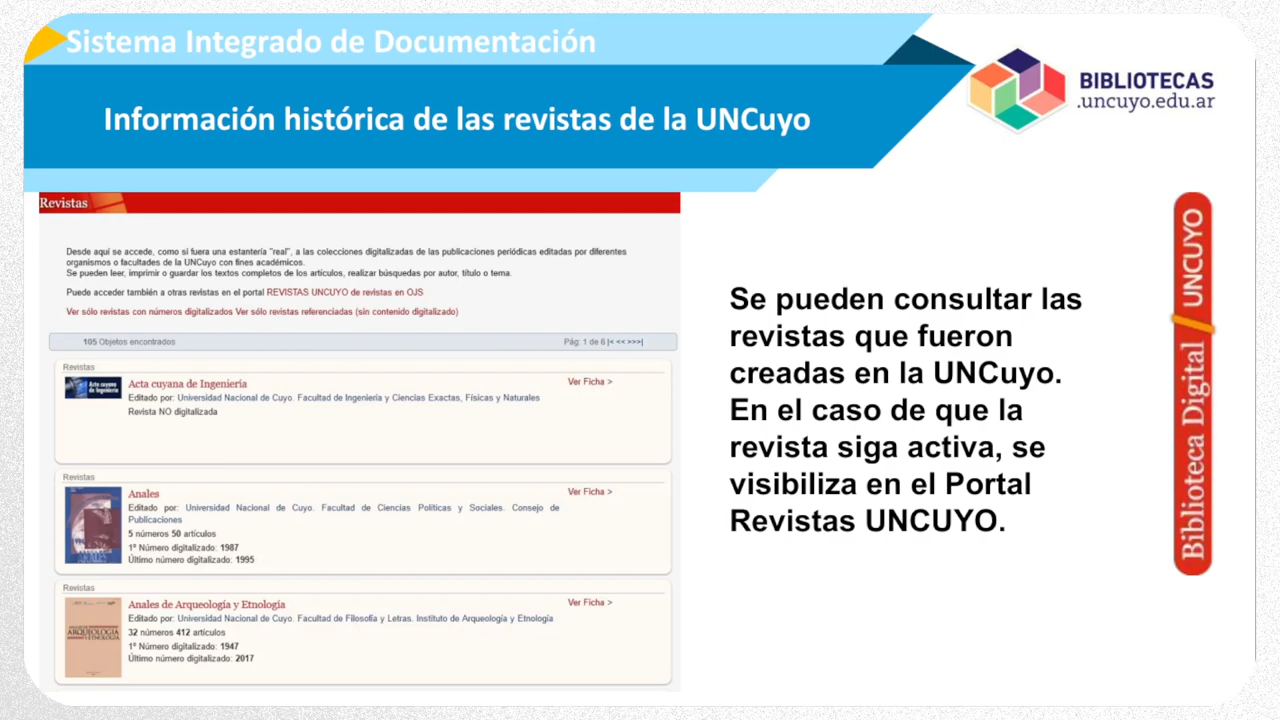 Sistema Integrado de Documentación
Información histórica de las revistas de la UNCuyo
BIBLIOTECAS
.uncuyo.edu.ar
Revistas
Desde aquí se accede, como si fuera una estantería "real", a las colecciones digitalizadas de las publicaciones periódicas editadas por diferentes
organismos o facultades de la UNCuyo con fines académicos.
Se pueden leer, imprimir o guardar los textos completos de los artículos, realizar búsquedas por autor, título o tema.
Puede acceder también a otras revistas en el portal REVISTAS UNCUYO de revistas en OJS
Ver sólo revistas con números digitalizados Ver sólo revistas referenciadas (sin contenido digitalizado)
105 Objetos encontrados
Pág: 1 de 6 |< << >>>|
Revistas
Acta cuyana de Ingeniería
Ver Ficha >
Acta cuyana
de Ingeniería
Editado por: Universidad Nacional de Cuyo. Facultad de Ingeniería y Ciencias Exactas, Físicas y Naturales
Revista NO digitalizada
Revistas
Anales
Ver Ficha >
Editado por: Universidad Nacional de Cuyo. Facultad de Ciencias Políticas y Sociales. Consejo de
Publicaciones
5 números 50 artículos
1º Número digitalizado: 1987
Último número digitalizado: 1995
ANALES
Revistas
Anales de Arqueología y Etnología
Ver Ficha >
Editado por: Universidad Nacional de Cuyo. Facultad de Filosofía y Letras. Instituto de Arqueología y Etnología
32 números 412 artículos
1º Número digitalizado: 1947
Último número digitalizado: 2017
ARQUEOLOGIA
Y ETNOLOGIA
Se pueden consultar las
revistas que fueron
creadas en la UNCuyo.
En el caso de que la
revista siga activa, se
visibiliza en el Portal
Revistas UNCUYO.
Biblioteca Digital / UNCUYO